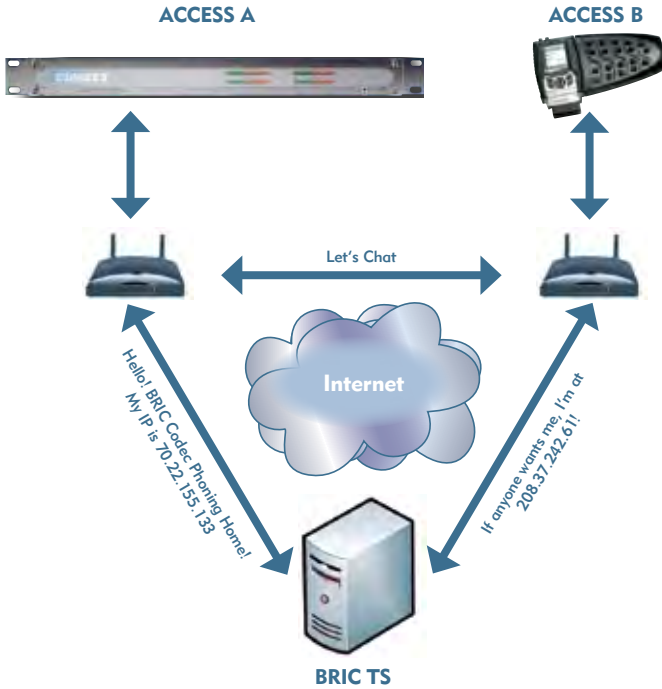 ACCESS A
ACCESS B
Let's Chat
Internet
Hello! BRIC Codec Phoning Home!
My IP is 70.22.155.133
If anyone wants me, I'm at
208.37.242.61!
BRIC TS